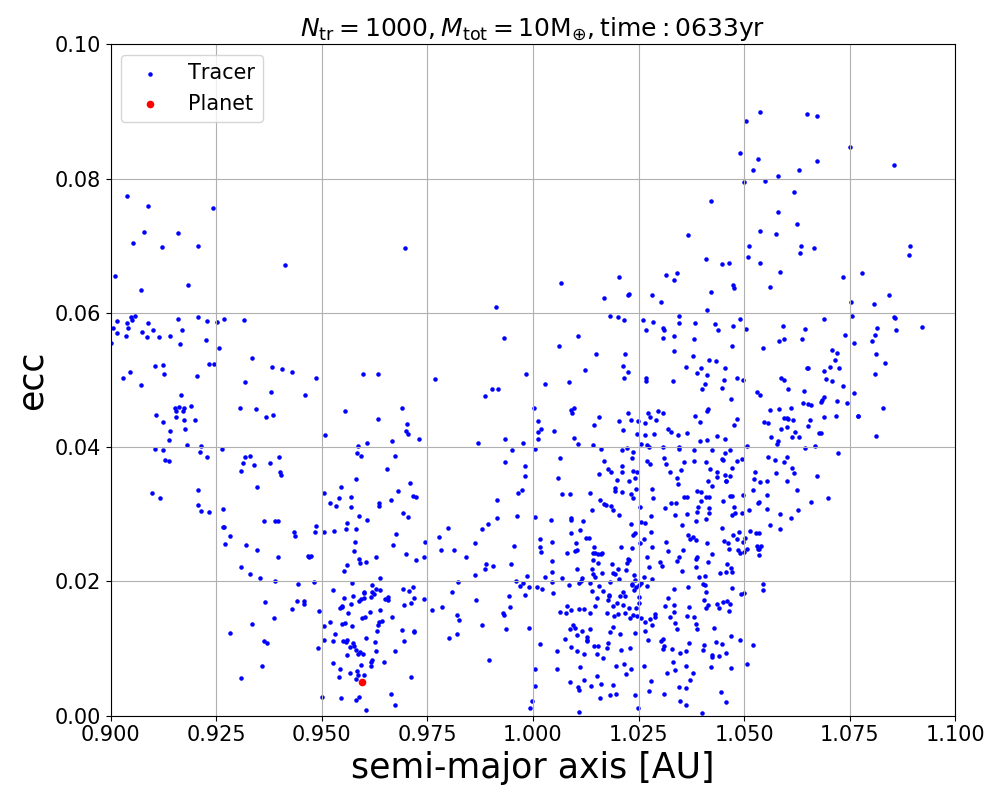 N_tr = 1000, M_tot = 10M_⊕, time : 0633yr
Tracer
Planet
ecc
0.10
0.08
0.06
0.04
0.02
0.00
0.900 0.925 0.950 0.975 1.000 1.025 1.050 1.075 1.100
semi-major axis [AU]